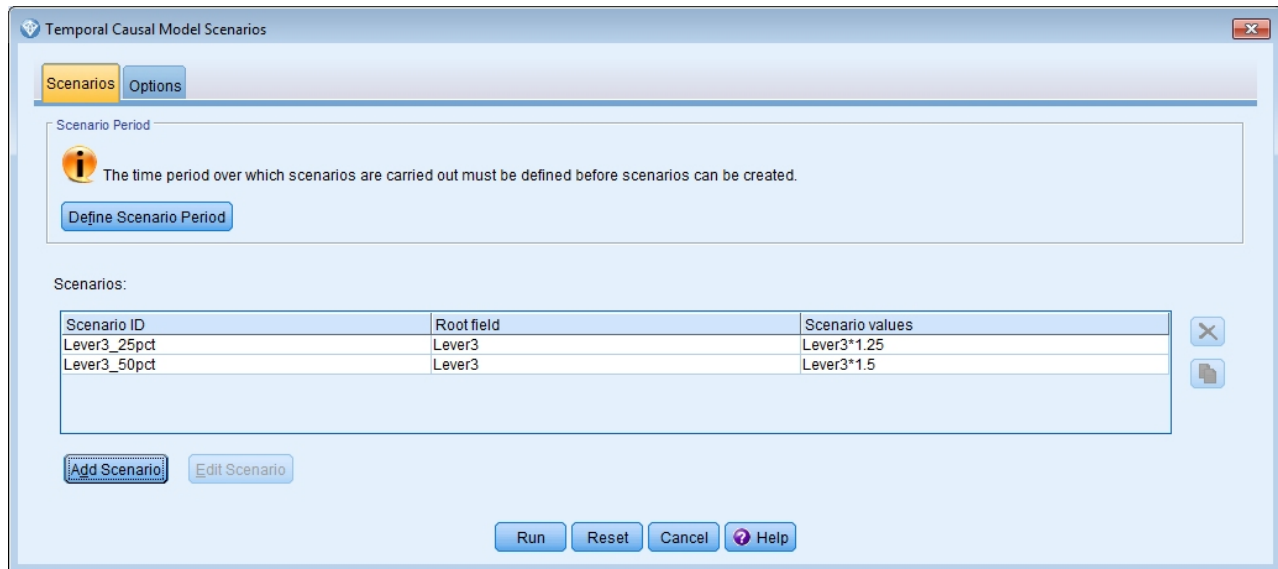 Temporal Causal Model Scenarios
Scenarios Options
Scenario Period
The time period over which scenarios are carried out must be defined before scenarios can be created.
Define Scenario Period
Scenarios:
Scenario ID Root field Scenario values
Lever3_25pct Lever3 Lever3*1.25
Lever3_50pct Lever3 Lever3*1.5
Add Scenario Edit Scenario
Run Reset Cancel Help